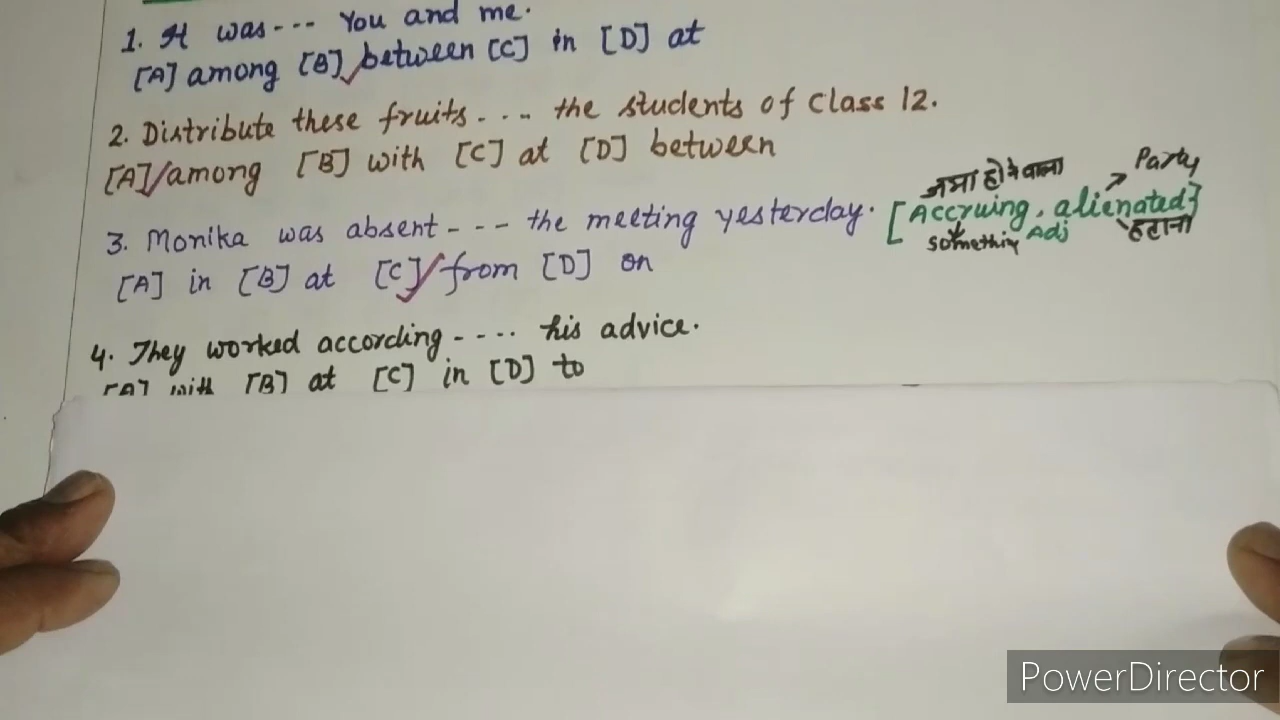 1. It was --- You and me.
[A] among [B] between [C] in [D] at
2. Distribute these fruits ---- the students of Class 12.
[A] among [B] with [C] at [D] between
3. Monika was absent --- the meeting yesterday.
[A] in [B] at [C] from [D] on
जमा होने वाला
Party
[Accruing, alienated}
something Adj हटाना
4. They worked according ---- his advice.
[A] with [B] at [C] in [D] to
PowerDirector